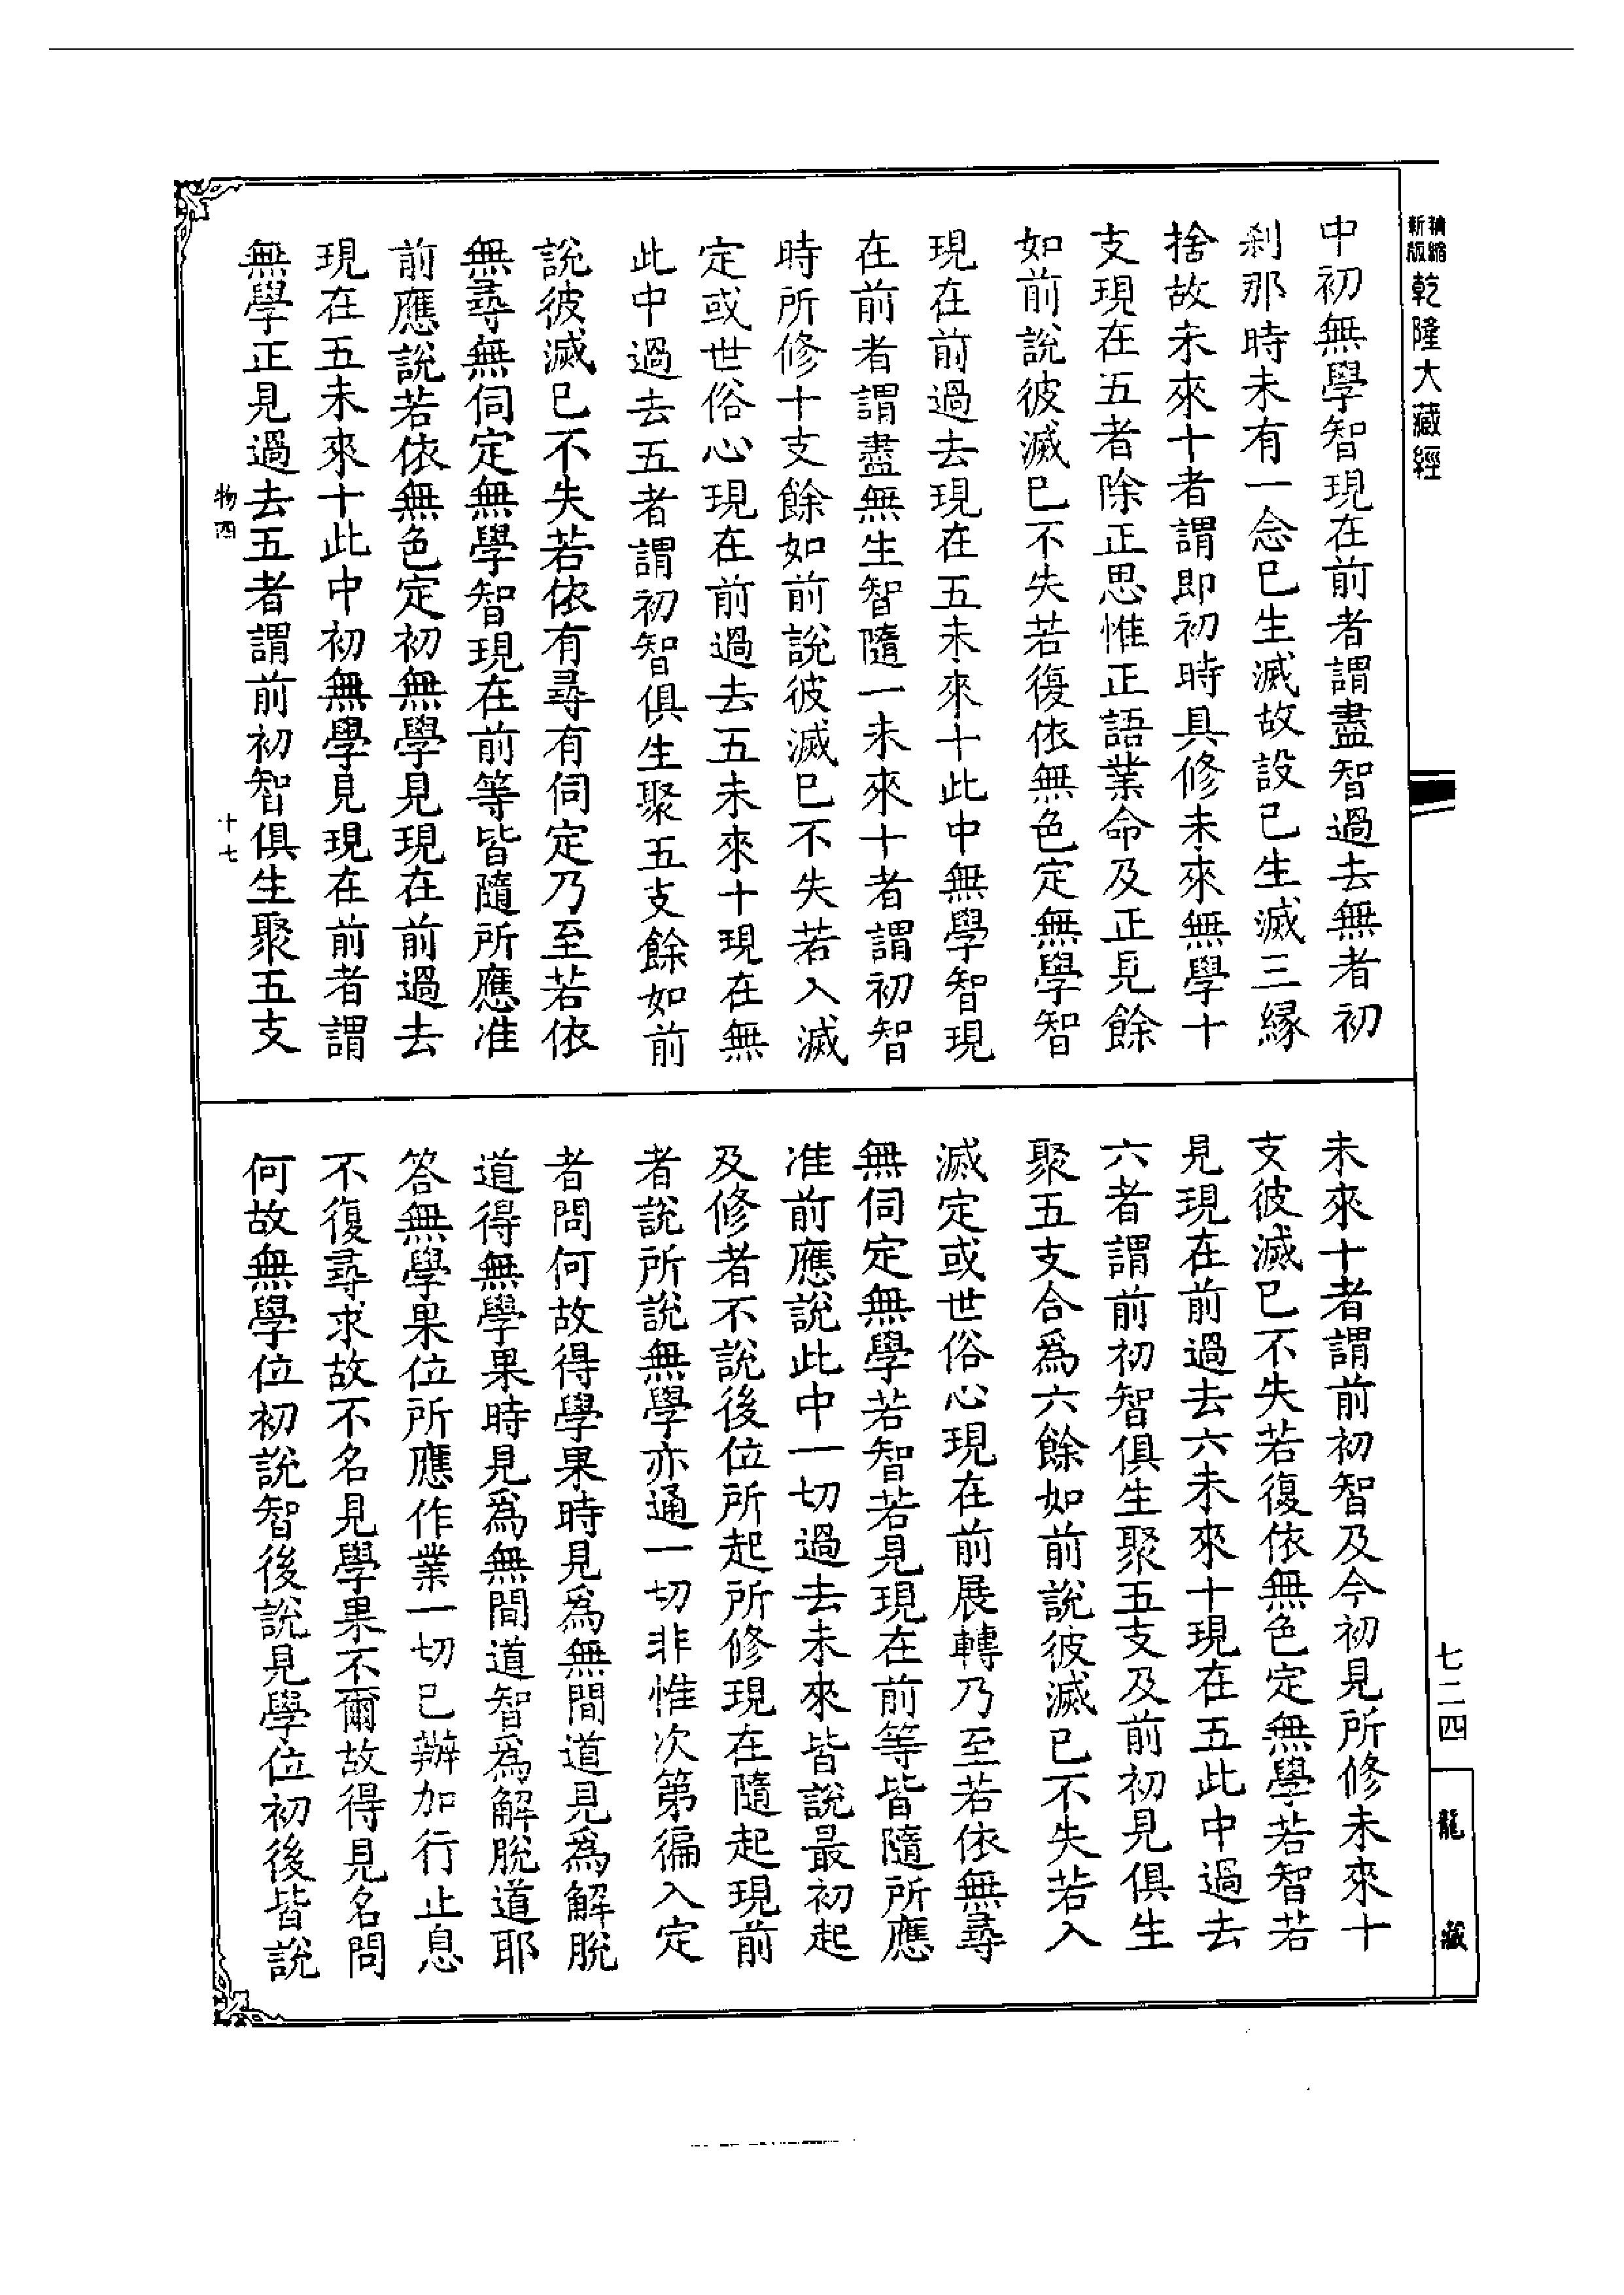 精縮新版 乾隆大藏經
中初無學智現在前者謂盡智過去無者初
剎那時未有一念已生滅故設已生滅三緣
捨故未來十者謂即初時具修未來無學十
支現在五者除正思惟正語業命及正見餘
如前說彼滅已不失若復依無色定無學智
現在前過去現在五未來十此中無學智現
在前者謂盡無生智隨一未來十者謂初智
時所修十支餘如前說彼滅已不失若入滅
定或世俗心現在前過去五未來十現在無
此中過去五者謂初智俱生聚五支餘如前
說彼滅已不失若依有尋有伺定乃至若依
無尋無伺定無學智現在前等皆隨所應准
前應說若依無色定初無學見現在前過去
現在五未來十此中初無學見現在前者謂
無學正見過去五者謂前初智俱生聚五支
物四 十七
未來十者謂前初智及今初見所修未來十
支彼滅已不失若復依無色定無學若智若
見現在前過去六未來十現在五此中過去
六者謂前初智俱生聚五支及前初見俱生
聚五支合爲六餘如前說彼滅已不失若入
滅定或世俗心現在前展轉乃至若依無尋
無伺定無學若智若見現在前等皆隨所應
准前應說此中一切過去未來皆說最初起
及修者不說後位所起所修現在隨起現前
者說所說無學亦通一切非惟次第徧入定
者問何故得學果時見爲無間道見爲解脫
道得無學果時見爲無間道智爲解脫道耶
答無學果位所應作業一切已辦加行止息
不復尋求故不名見學果不爾故得見名問
何故無學位初說智後說見學位初後皆說
七二四
龍藏